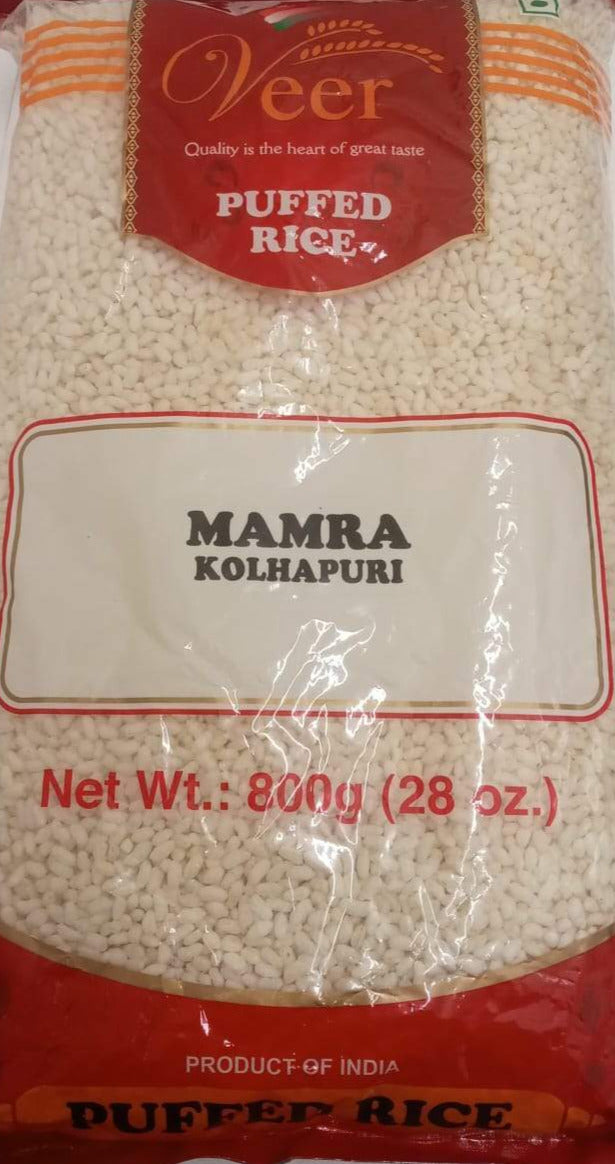 Veer
Quality is the heart of great taste
PUFFED
RICE
MAMRA
KOLHAPURI
Net Wt.: 800g (28 oz.)
PRODUCT OF INDIA
PUFFED RICE